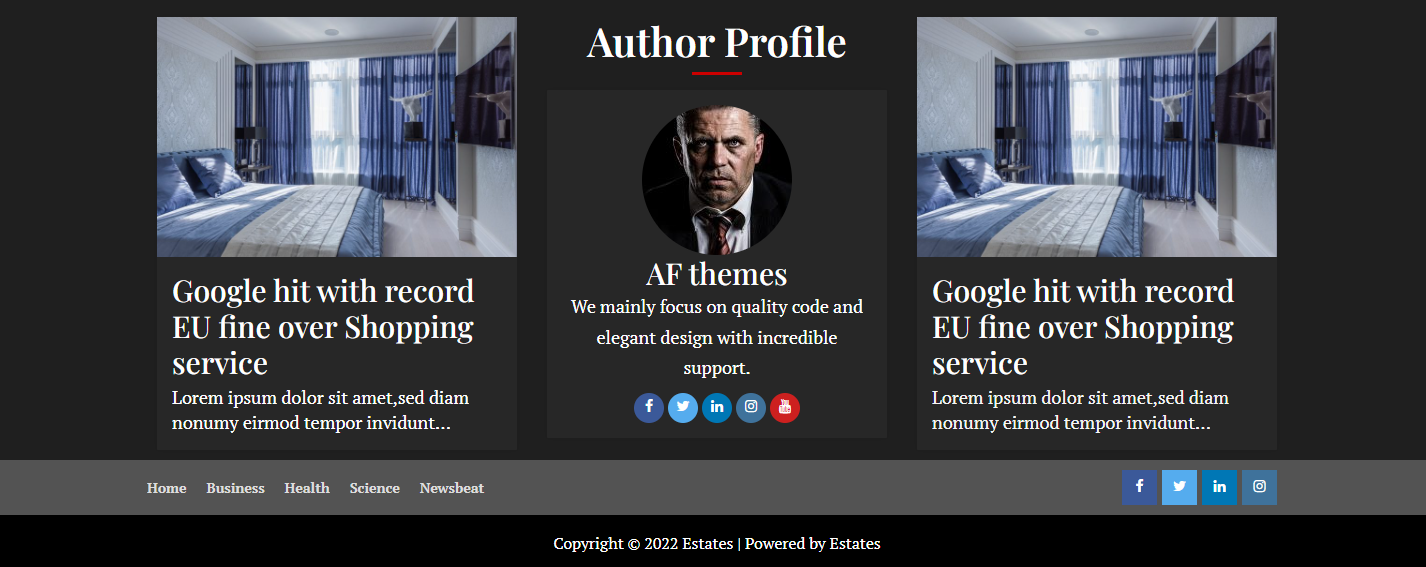 Google hit with record
EU fine over Shopping
service
Lorem ipsum dolor sit amet,sed diam
nonumy eirmod tempor invidunt...
Author Profile
AF themes
We mainly focus on quality code and
elegant design with incredible
support.
Google hit with record
EU fine over Shopping
service
Lorem ipsum dolor sit amet,sed diam
nonumy eirmod tempor invidunt...
Home Business Health Science Newsbeat
Copyright © 2022 Estates | Powered by Estates